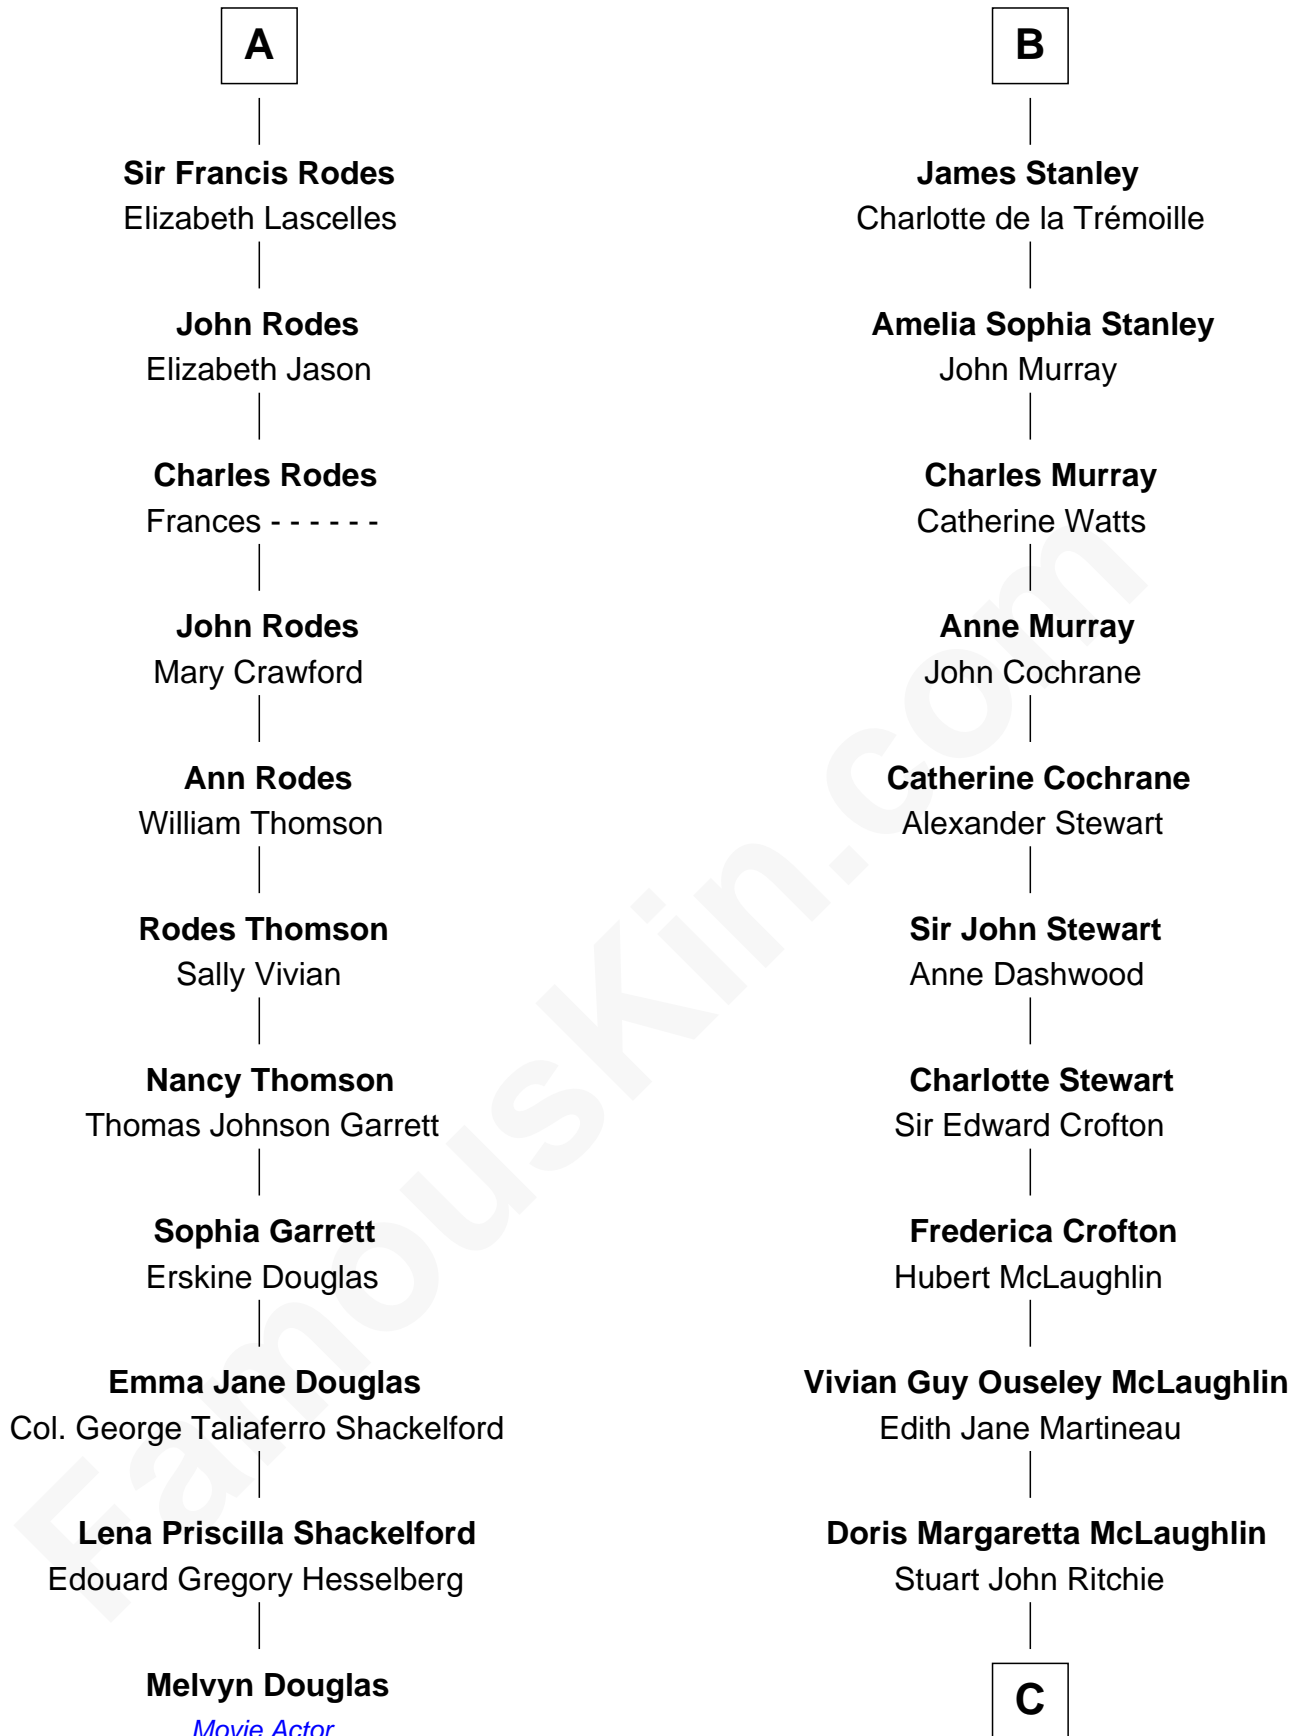 A
Sir Francis Rodes
Elizabeth Lascelles
John Rodes
Elizabeth Jason
Charles Rodes
Frances - - - - - -
John Rodes
Mary Crawford
Ann Rodes
William Thomson
Rodes Thomson
Sally Vivian
Nancy Thomson
Thomas Johnson Garrett
Sophia Garrett
Erskine Douglas
Emma Jane Douglas
Col. George Taliaferro Shackelford
Lena Priscilla Shackelford
Edouard Gregory Hesselberg
Melvyn Douglas
Movie Actor
B
James Stanley
Charlotte de la Trémoille
Amelia Sophia Stanley
John Murray
Charles Murray
Catherine Watts
Anne Murray
John Cochrane
Catherine Cochrane
Alexander Stewart
Sir John Stewart
Anne Dashwood
Charlotte Stewart
Sir Edward Crofton
Frederica Crofton
Hubert McLaughlin
Vivian Guy Ouseley McLaughlin
Edith Jane Martineau
Doris Margaretta McLaughlin
Stuart John Ritchie
C
FamousKin.com